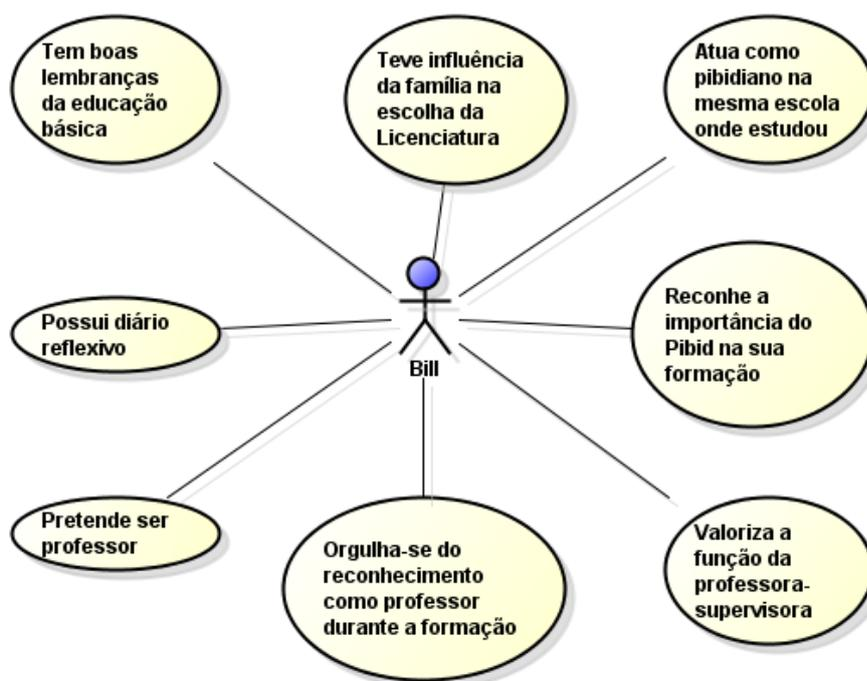 Tem boas
lembranças
da educação
básica
Teve influência
da família na
escolha da
Licenciatura
Atua como
pibidiano na
mesma escola
onde estudou
Possui diário
reflexivo
Bill
Reconhe a
importância do
Pibid na sua
formação
Pretende ser
professor
Orgulha-se do
reconhecimento
como professor
durante a formação
Valoriza a
função da
professora-
supervisora